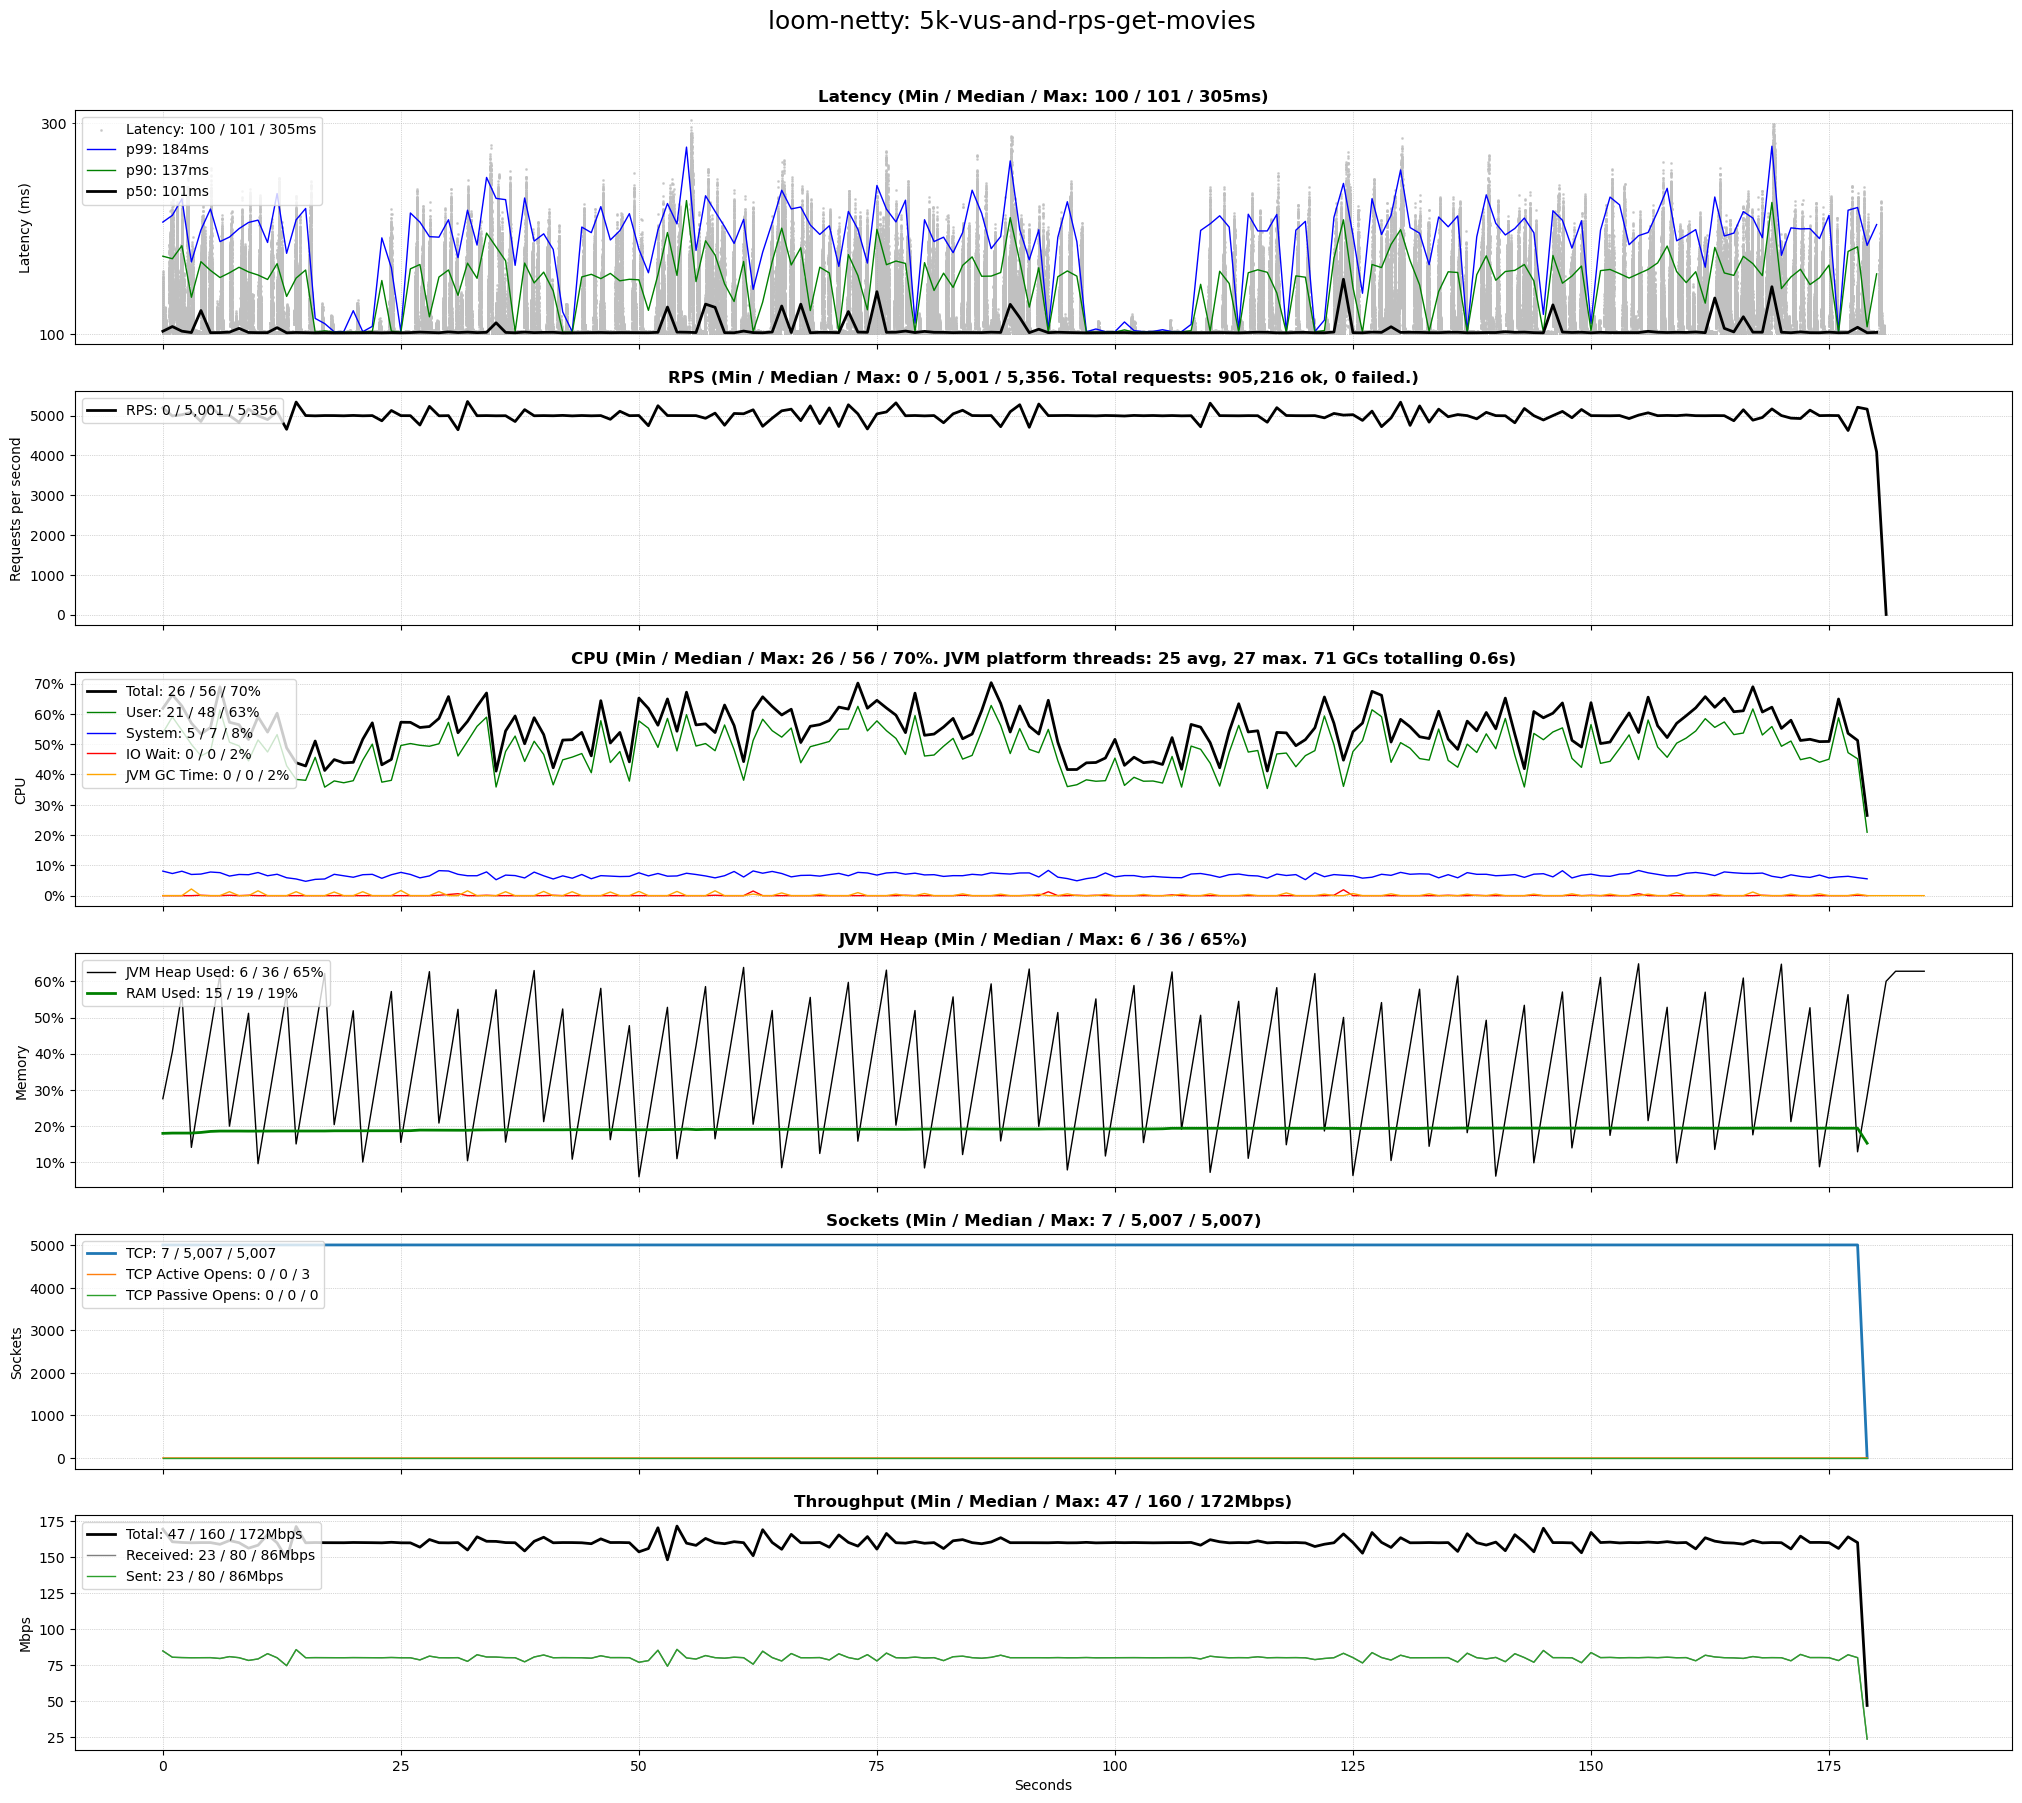 loom-netty: 5k-vus-and-rps-get-movies
Latency (Min / Median / Max: 100 / 101 / 305ms)
Latency: 100 / 101 / 305ms
p99: 184ms
p90: 137ms
p50: 101ms
300
100
Latency (ms)
RPS (Min / Median / Max: 0 / 5,001 / 5,356. Total requests: 905,216 ok, 0 failed.)
RPS: 0 / 5,001 / 5,356
5000
4000
3000
2000
1000
0
Requests per second
CPU (Min / Median / Max: 26 / 56 / 70%. JVM platform threads: 25 avg, 27 max. 71 GCs totalling 0.6s)
Total: 26 / 56 / 70%
User: 21 / 48 / 63%
System: 5 / 7 / 8%
IO Wait: 0 / 0 / 2%
JVM GC Time: 0 / 0 / 2%
70%
60%
50%
40%
30%
20%
10%
0%
CPU
JVM Heap (Min / Median / Max: 6 / 36 / 65%)
JVM Heap Used: 6 / 36 / 65%
RAM Used: 15 / 19 / 19%
60%
50%
40%
30%
20%
10%
Memory
Sockets (Min / Median / Max: 7 / 5,007 / 5,007)
TCP: 7 / 5,007 / 5,007
TCP Active Opens: 0 / 0 / 3
TCP Passive Opens: 0 / 0 / 0
5000
4000
3000
2000
1000
0
Sockets
Throughput (Min / Median / Max: 47 / 160 / 172Mbps)
Total: 47 / 160 / 172Mbps
Received: 23 / 80 / 86Mbps
Sent: 23 / 80 / 86Mbps
175
150
125
100
75
50
25
Mbps
0 25 50 75 100 125 150 175
Seconds